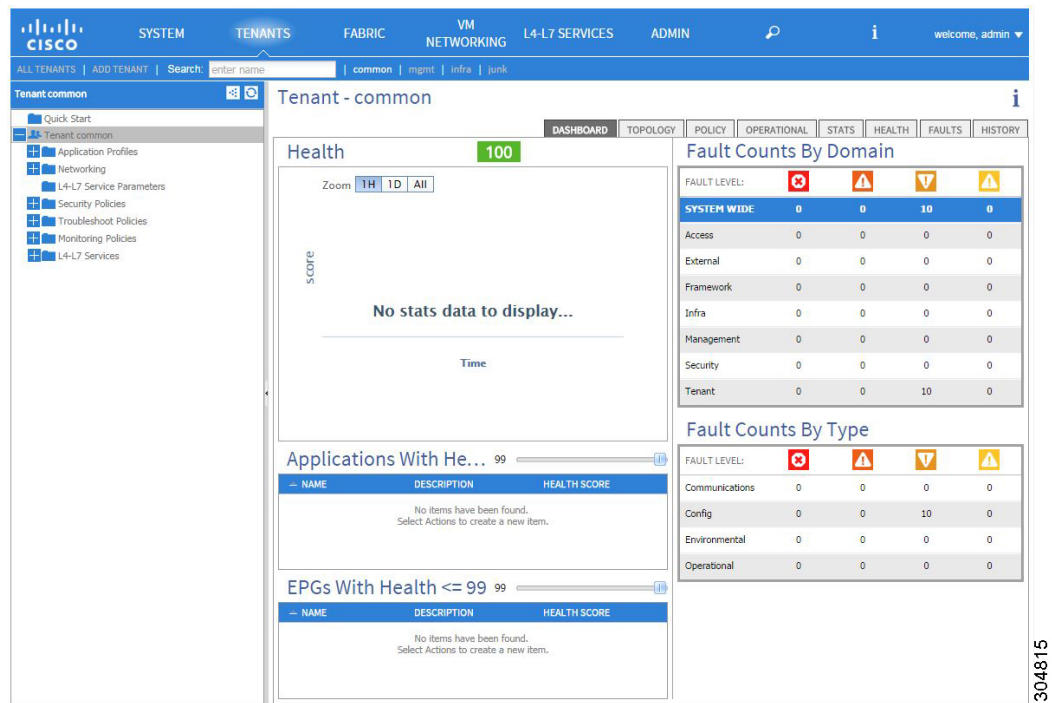 CISCO
SYSTEM TENANTS FABRIC VM NETWORKING L4-L7 SERVICES ADMIN i welcome, admin
ALL TENANTS | ADD TENANT | Search: enter name | common | mgmt | infra | junk
Tenant common
Quick Start
Tenant common
Application Profiles
Networking
L4-L7 Service Parameters
Security Policies
Troubleshoot Policies
Monitoring Policies
L4-L7 Services
Tenant - common i
DASHBOARD TOPOLOGY POLICY OPERATIONAL STATS HEALTH FAULTS HISTORY
Health 100
Zoom 1H 1D All
score
No stats data to display...
Time
Applications With He... 99
NAME DESCRIPTION HEALTH SCORE
No items have been found.
Select Actions to create a new item.
EPGs With Health <= 99 99
NAME DESCRIPTION HEALTH SCORE
No items have been found.
Select Actions to create a new item.
Fault Counts By Domain
FAULT LEVEL:
SYSTEM WIDE 0 0 10 0
Access 0 0 0 0
External 0 0 0 0
Framework 0 0 0 0
Infra 0 0 0 0
Management 0 0 0 0
Security 0 0 0 0
Tenant 0 0 10 0
Fault Counts By Type
FAULT LEVEL:
Communications 0 0 0 0
Config 0 0 10 0
Environmental 0 0 0 0
Operational 0 0 0 0
304815